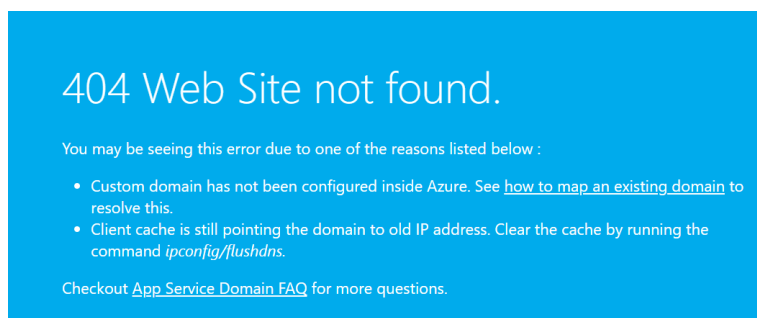 404 Web Site not found.
You may be seeing this error due to one of the reasons listed below :
• Custom domain has not been configured inside Azure. See how to map an existing domain to
resolve this.
• Client cache is still pointing the domain to old IP address. Clear the cache by running the
command ipconfig/flushdns.
Checkout App Service Domain FAQ for more questions.